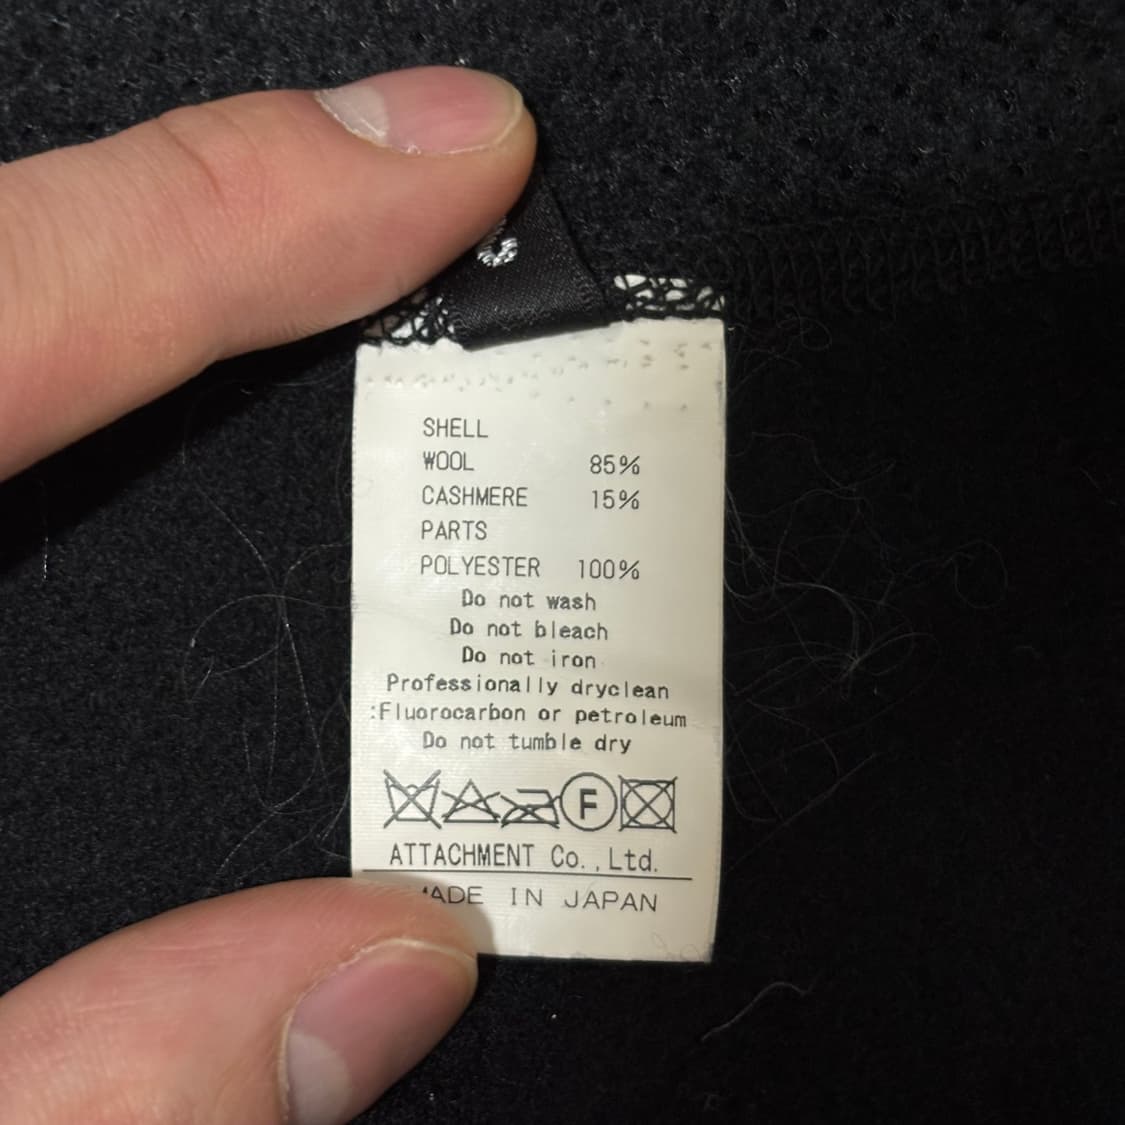 SHELL
WOOL 85%
CASHMERE 15%
PARTS
POLYESTER 100%
Do not wash
Do not bleach
Do not iron
Professionally dryclean
:Fluorocarbon or petroleum
Do not tumble dry
F
ATTACHMENT Co.,Ltd.
MADE IN JAPAN